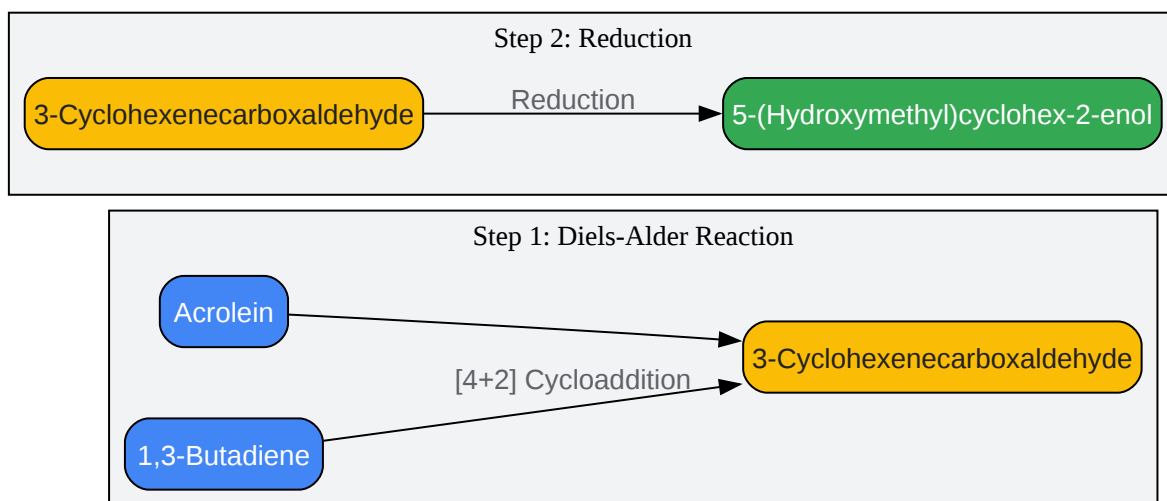 Step 2: Reduction
3-Cyclohexenecarboxaldehyde
Reduction
5-(Hydroxymethyl)cyclohex-2-enol
Step 1: Diels-Alder Reaction
Acrolein
3-Cyclohexenecarboxaldehyde
[4+2] Cycloaddition
1,3-Butadiene